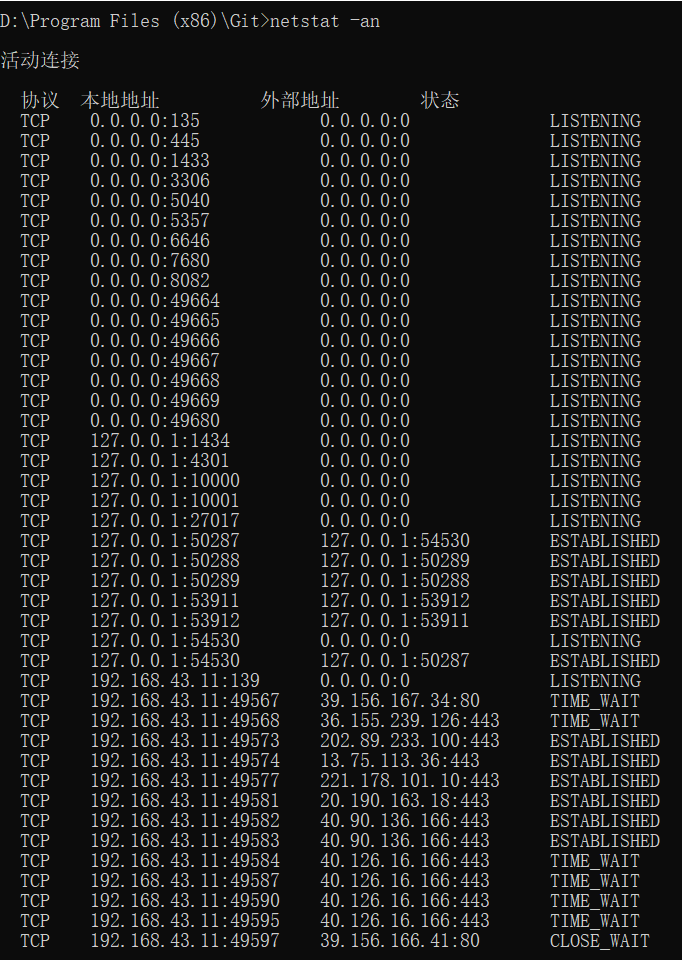 D:\Program Files (x86)\Git>netstat -an
活动连接
协议 本地地址 外部地址 状态
TCP 0.0.0.0:135 0.0.0.0:0 LISTENING
TCP 0.0.0.0:445 0.0.0.0:0 LISTENING
TCP 0.0.0.0:1433 0.0.0.0:0 LISTENING
TCP 0.0.0.0:3306 0.0.0.0:0 LISTENING
TCP 0.0.0.0:5040 0.0.0.0:0 LISTENING
TCP 0.0.0.0:5357 0.0.0.0:0 LISTENING
TCP 0.0.0.0:6646 0.0.0.0:0 LISTENING
TCP 0.0.0.0:7680 0.0.0.0:0 LISTENING
TCP 0.0.0.0:8082 0.0.0.0:0 LISTENING
TCP 0.0.0.0:49664 0.0.0.0:0 LISTENING
TCP 0.0.0.0:49665 0.0.0.0:0 LISTENING
TCP 0.0.0.0:49666 0.0.0.0:0 LISTENING
TCP 0.0.0.0:49667 0.0.0.0:0 LISTENING
TCP 0.0.0.0:49668 0.0.0.0:0 LISTENING
TCP 0.0.0.0:49669 0.0.0.0:0 LISTENING
TCP 0.0.0.0:49680 0.0.0.0:0 LISTENING
TCP 127.0.0.1:1434 0.0.0.0:0 LISTENING
TCP 127.0.0.1:4301 0.0.0.0:0 LISTENING
TCP 127.0.0.1:10000 0.0.0.0:0 LISTENING
TCP 127.0.0.1:10001 0.0.0.0:0 LISTENING
TCP 127.0.0.1:27017 0.0.0.0:0 LISTENING
TCP 127.0.0.1:50287 127.0.0.1:54530 ESTABLISHED
TCP 127.0.0.1:50288 127.0.0.1:50289 ESTABLISHED
TCP 127.0.0.1:50289 127.0.0.1:50288 ESTABLISHED
TCP 127.0.0.1:53911 127.0.0.1:53912 ESTABLISHED
TCP 127.0.0.1:53912 127.0.0.1:53911 ESTABLISHED
TCP 127.0.0.1:54530 0.0.0.0:0 LISTENING
TCP 127.0.0.1:54530 127.0.0.1:50287 ESTABLISHED
TCP 192.168.43.11:139 0.0.0.0:0 LISTENING
TCP 192.168.43.11:49567 39.156.167.34:80 TIME_WAIT
TCP 192.168.43.11:49568 36.155.239.126:443 TIME_WAIT
TCP 192.168.43.11:49573 202.89.233.100:443 ESTABLISHED
TCP 192.168.43.11:49574 13.75.113.36:443 ESTABLISHED
TCP 192.168.43.11:49577 221.178.101.10:443 ESTABLISHED
TCP 192.168.43.11:49581 20.190.163.18:443 ESTABLISHED
TCP 192.168.43.11:49582 40.90.136.166:443 ESTABLISHED
TCP 192.168.43.11:49583 40.90.136.166:443 ESTABLISHED
TCP 192.168.43.11:49584 40.126.16.166:443 TIME_WAIT
TCP 192.168.43.11:49587 40.126.16.166:443 TIME_WAIT
TCP 192.168.43.11:49590 40.126.16.166:443 TIME_WAIT
TCP 192.168.43.11:49595 40.126.16.166:443 TIME_WAIT
TCP 192.168.43.11:49597 39.156.166.41:80 CLOSE_WAIT